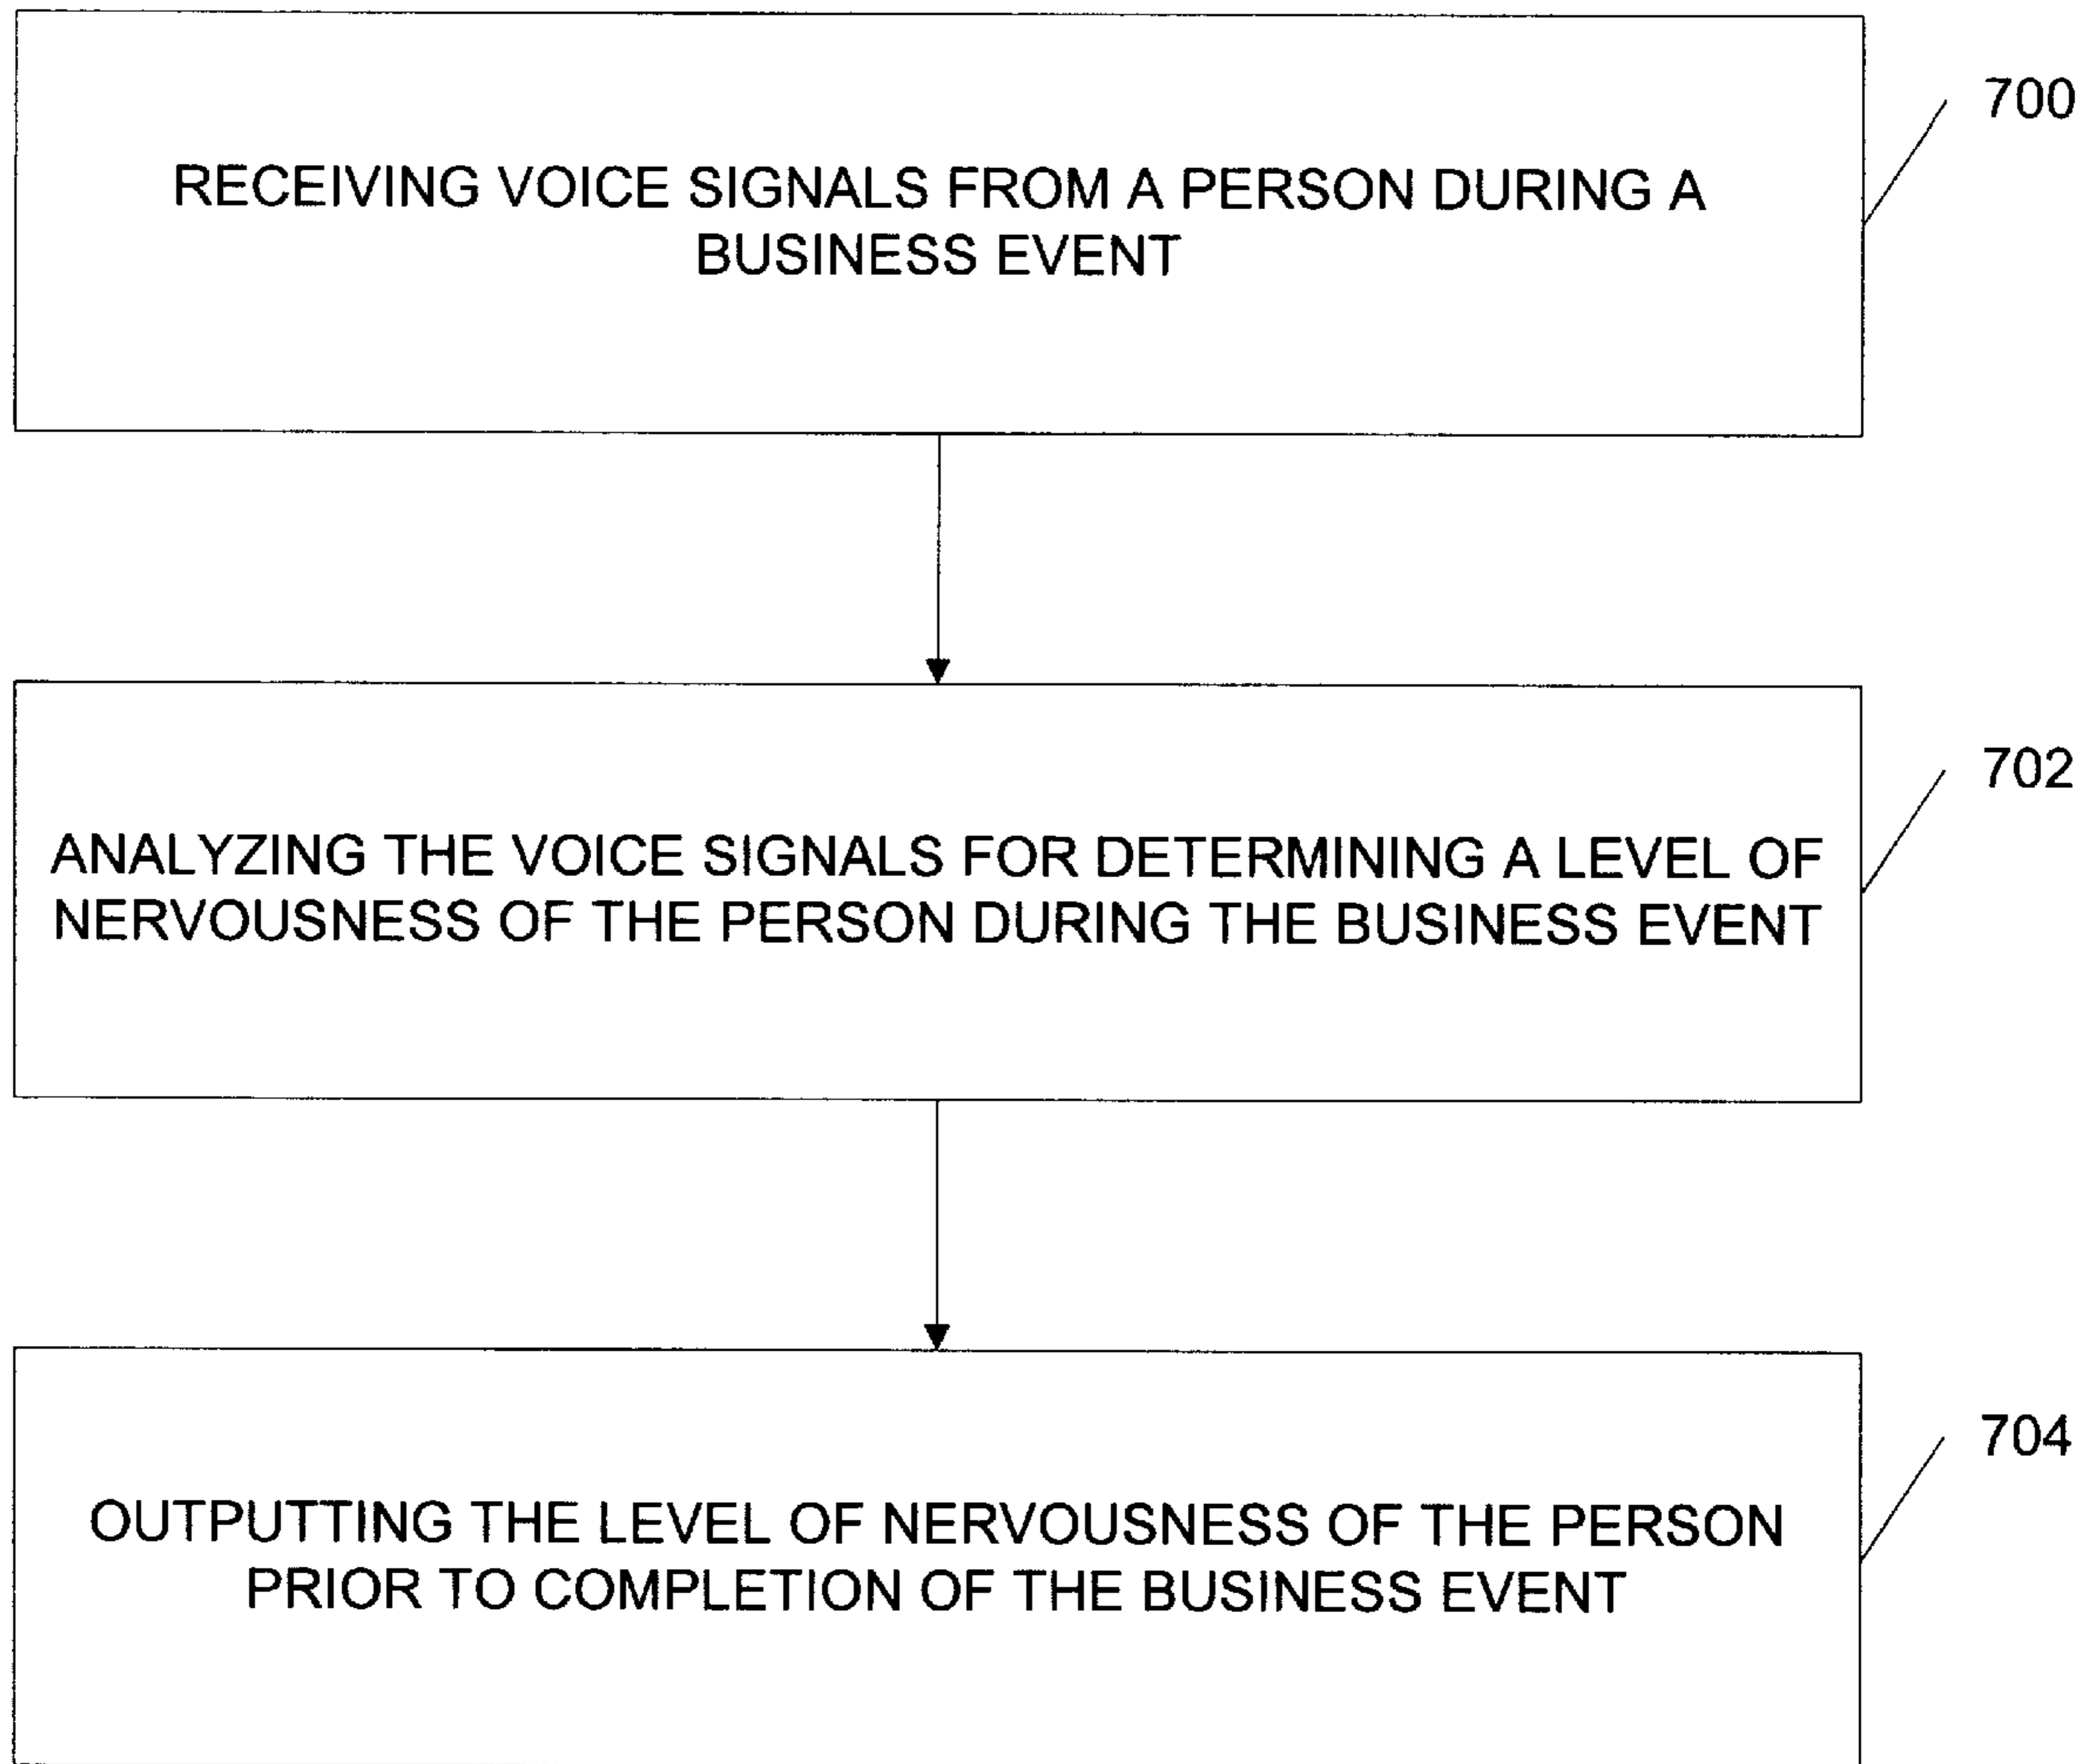 RECEIVING VOICE SIGNALS FROM A PERSON DURING A
BUSINESS EVENT
700
ANALYZING THE VOICE SIGNALS FOR DETERMINING A LEVEL OF
NERVOUSNESS OF THE PERSON DURING THE BUSINESS EVENT
702
OUTPUTTING THE LEVEL OF NERVOUSNESS OF THE PERSON
PRIOR TO COMPLETION OF THE BUSINESS EVENT
704